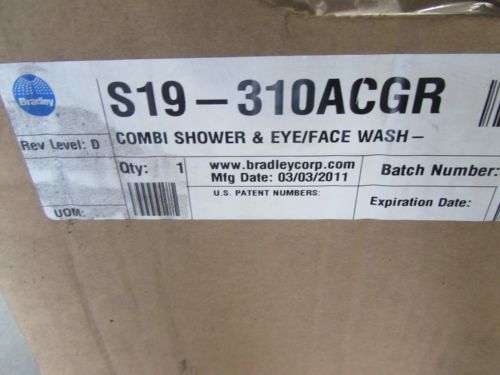 Bradley
S19-310ACGR
Rev Level: D
COMBI SHOWER & EYE/FACE WASH-
Qty: 1
www.bradleycorp.com
Mfg Date: 03/03/2011
Batch Number:
U.S. PATENT NUMBERS:
Expiration Date:
UOM: